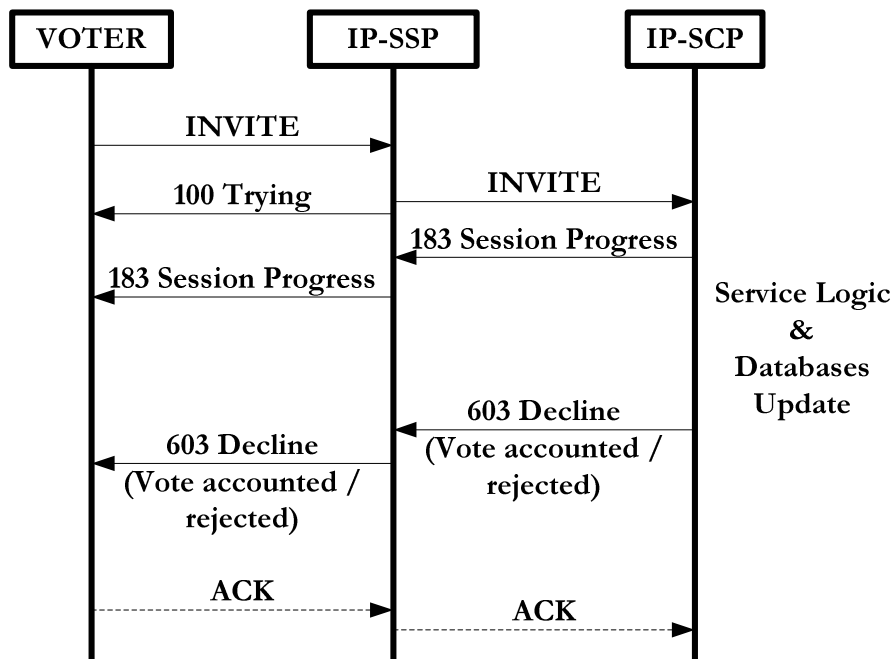 VOTER
IP-SSP
IP-SCP
INVITE
100 Trying
INVITE
183 Session Progress
183 Session Progress
Service Logic
&
Databases
Update
603 Decline
(Vote accounted /
rejected)
603 Decline
(Vote accounted /
rejected)
ACK
ACK